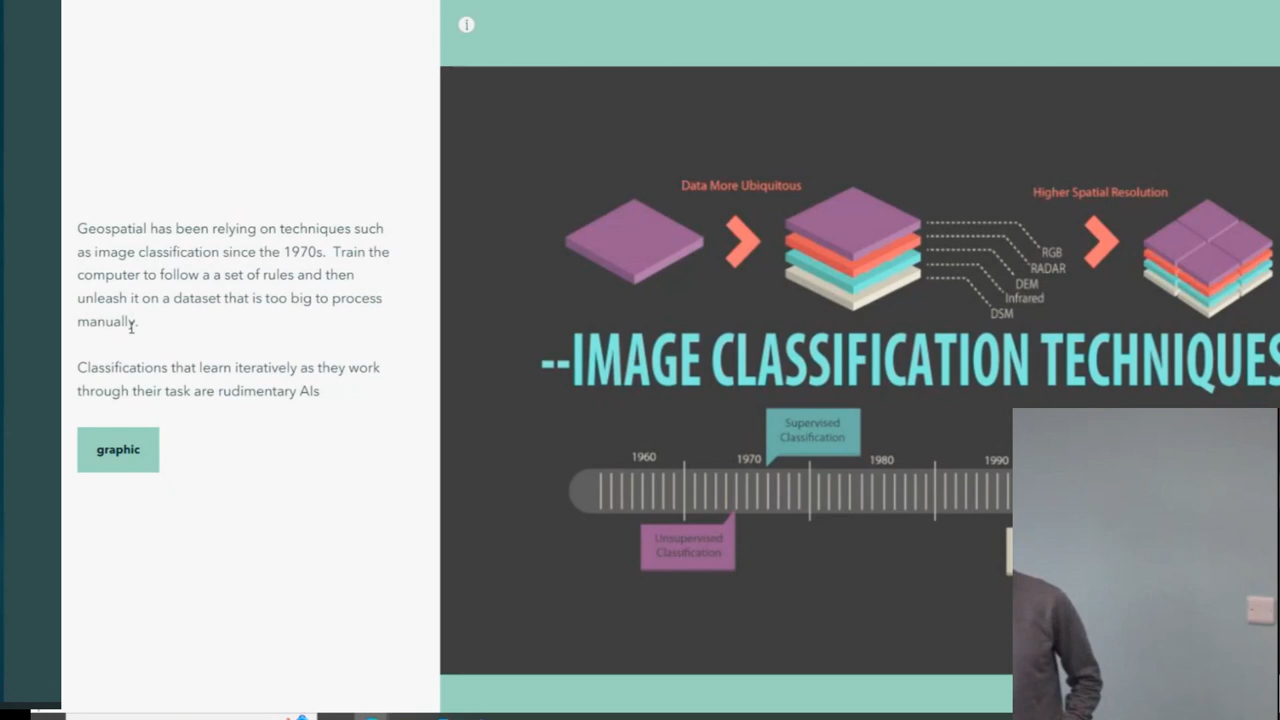 Geospatial has been relying on techniques such
as image classification since the 1970s. Train the
computer to follow a a set of rules and then
unleash it on a dataset that is too big to process
manually.
Classifications that learn iteratively as they work
through their task are rudimentary AIs
graphic
i
Data More Ubiquitous
Higher Spatial Resolution
RGB
RADAR
DEM
Infrared
DSM
--IMAGE CLASSIFICATION TECHNIQUES
Supervised
Classification
1960
1970
1980
1990
Unsupervised
Classification